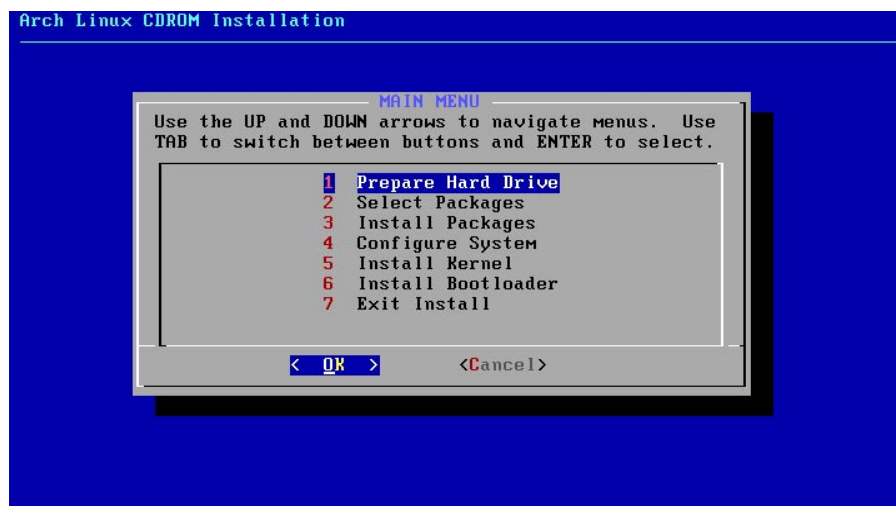 Arch Linux CDROM Installation
MAIN MENU
Use the UP and DOWN arrows to navigate menus.  Use
TAB to switch between buttons and ENTER to select.
1  Prepare Hard Drive
2  Select Packages
3  Install Packages
4  Configure System
5  Install Kernel
6  Install Bootloader
7  Exit Install
<  OK  >          <Cancel>